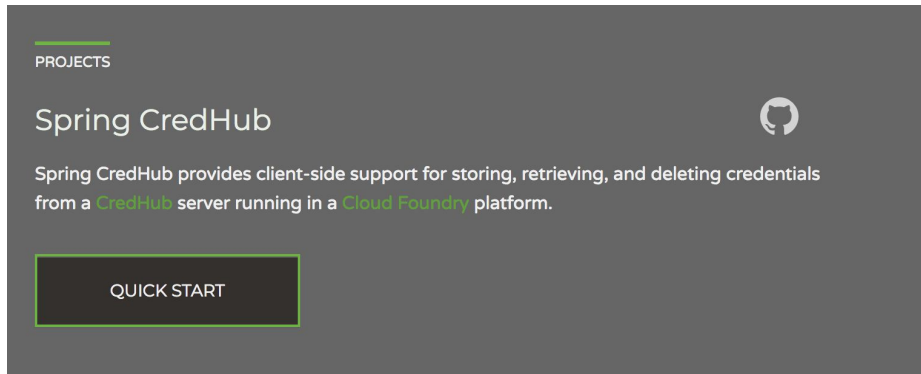 PROJECTS
Spring CredHub
Spring CredHub provides client-side support for storing, retrieving, and deleting credentials
from a CredHub server running in a Cloud Foundry platform.
QUICK START